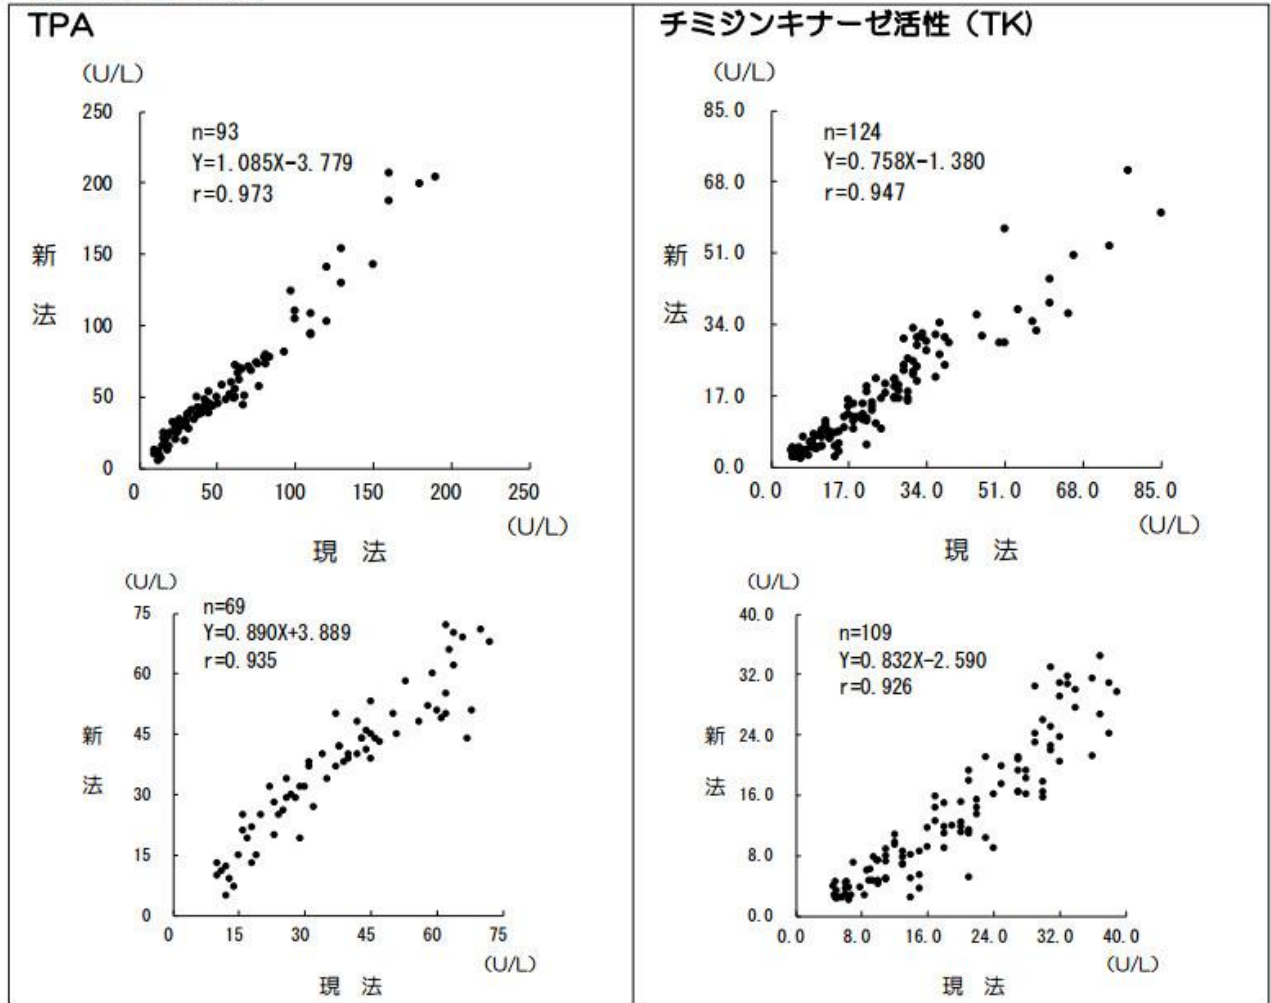 TPA
(U/L)
250
200
150
100
50
0
n=93
Y=1.085X−3.779
r=0.973
新
法
0 50 100 150 200 250
(U/L)
現 法
(U/L)
75
60
45
30
15
0
n=69
Y=0.890X+3.889
r=0.935
新
法
0 15 30 45 60 75
(U/L)
現 法
チミジンキナーゼ活性（TK)
(U/L)
85.0
68.0
51.0
34.0
17.0
0.0
n=124
Y=0.758X−1.380
r=0.947
新
法
0.0 17.0 34.0 51.0 68.0 85.0
(U/L)
現 法
(U/L)
40.0
32.0
24.0
16.0
8.0
0.0
n=109
Y=0.832X−2.590
r=0.926
新
法
0.0 8.0 16.0 24.0 32.0 40.0
(U/L)
現 法